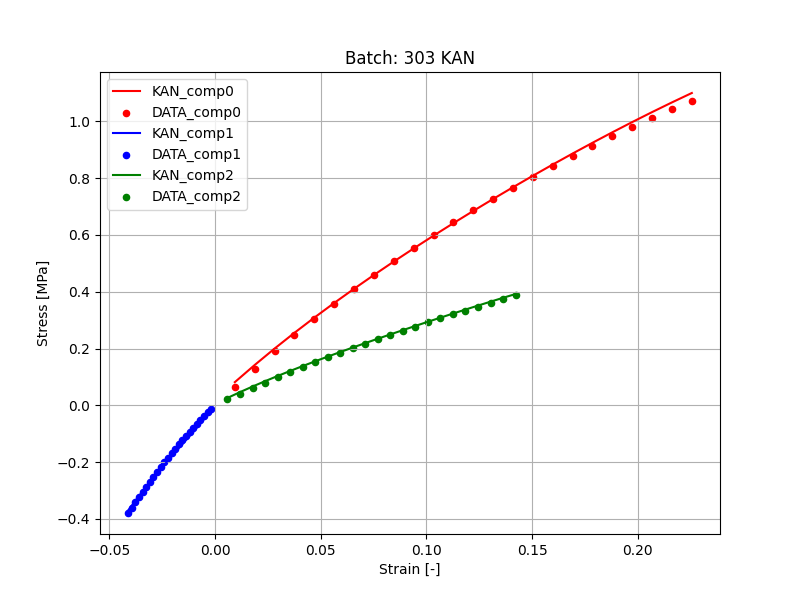 Batch: 303 KAN
KAN_comp0
DATA_comp0
KAN_comp1
DATA_comp1
KAN_comp2
DATA_comp2
Stress [MPa]
1.0
0.8
0.6
0.4
0.2
0.0
−0.2
−0.4
−0.05
0.00
0.05
0.10
0.15
0.20
Strain [-]